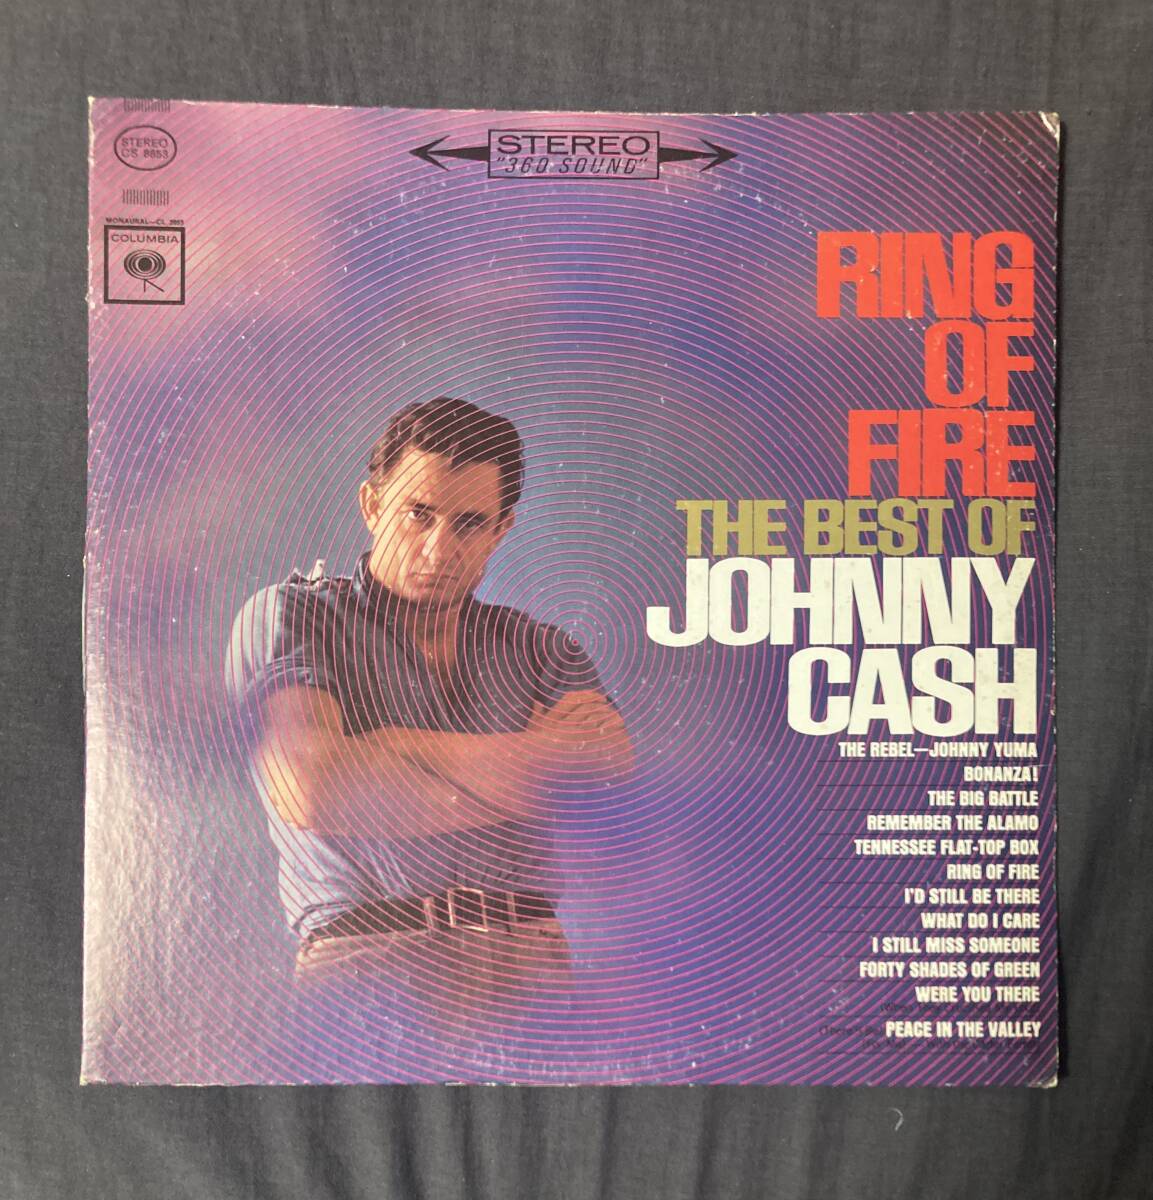 STEREO
CS 8853
MONAURAL—CL 2053
COLUMBIA
STEREO
"360 SOUND"
RING
OF
FIRE
THE BEST OF
JOHNNY
CASH
THE REBEL—JOHNNY YUMA
BONANZA!
THE BIG BATTLE
REMEMBER THE ALAMO
TENNESSEE FLAT-TOP BOX
RING OF FIRE
I'D STILL BE THERE
WHAT DO I CARE
I STILL MISS SOMEONE
FORTY SHADES OF GREEN
WERE YOU THERE
PEACE IN THE VALLEY